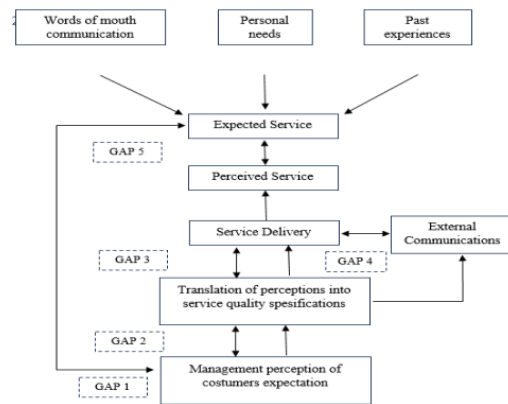 Words of mouth
communication
Personal
needs
Past
experiences
Expected Service
GAP 5
Perceived Service
Service Delivery
External
Communications
GAP 3
GAP 4
Translation of perceptions into
service quality spesifications
GAP 2
Management perception of
costumers expectation
GAP 1